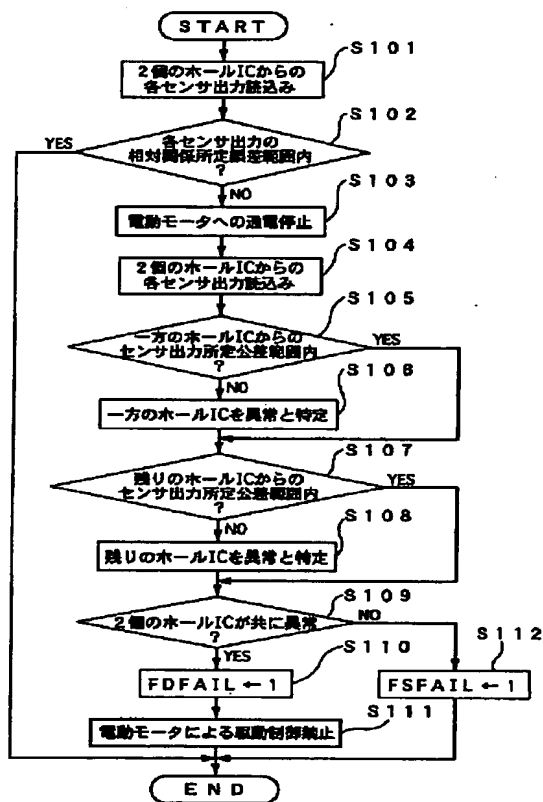 START
S101
2個のホールICからの
各センサ出力読込み
S102
各センサ出力の
相対関係所定誤差範囲内
?
YES
NO
S103
電動モータへの通電停止
S104
2個のホールICからの
各センサ出力読込み
S105
一方のホールICからの
センサ出力所定公差範囲内
?
YES
NO
S106
一方のホールICを異常と特定
S107
残りのホールICからの
センサ出力所定公差範囲内
?
YES
NO
S108
残りのホールICを異常と特定
S109
2個のホールICが共に異常
?
NO
YES
S110
FDFAIL←1
S112
FSFAIL←1
S111
電動モータによる駆動制御禁止
END